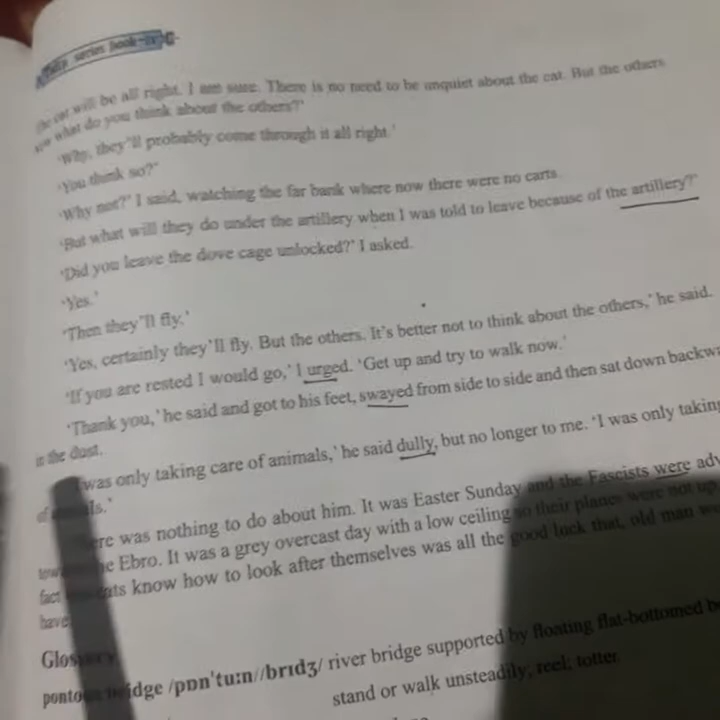 series book-
the cat will be all right. I am sure. There is no need to be unquiet about the cat. But the others
now what do you think about the others?'
'Why, they'll probably come through it all right.'
'You think so?'
'Why not?' I said, watching the far bank where now there were no carts.
'But what will they do under the artillery when I was told to leave because of the artillery?'
'Did you leave the dove cage unlocked?' I asked.
'Yes.'
'Then they'll fly.'
'Yes, certainly they'll fly. But the others. It's better not to think about the others,' he said.
'If you are rested I would go,' I urged. 'Get up and try to walk now.'
'Thank you,' he said and got to his feet, swayed from side to side and then sat down
in the dust.
was only taking care of animals,' he said dully, but no longer to me. 'I was only taking
of
was nothing to do about him. It was Easter Sunday and the Fascists were
Ebro. It was a grey overcast day with a low ceiling so their planes were not up
fact cats know how to look after themselves was all the good luck that, old man
have
Glossary
bridge /pɒnˈtuːn//brɪdʒ/ river bridge supported by floating flat-bottomed
stand or walk unsteadily; reel; totter.